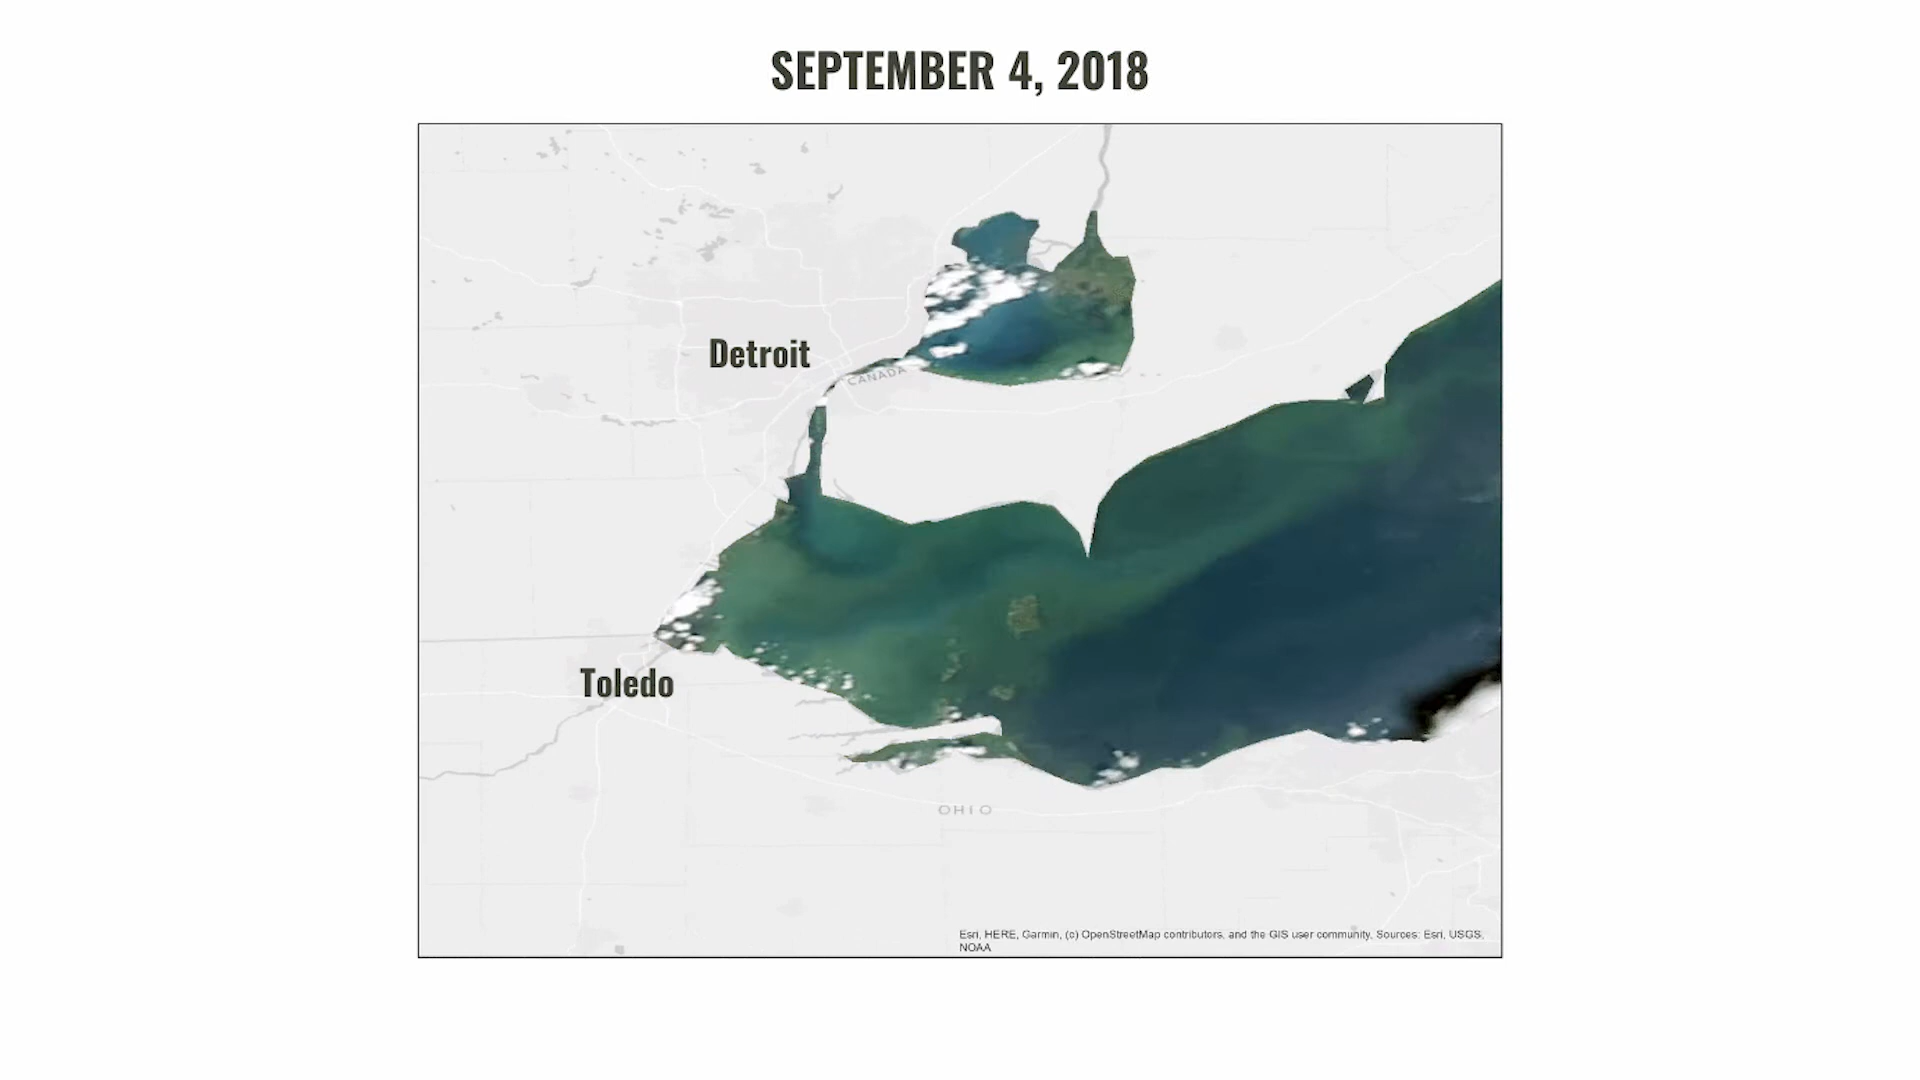 SEPTEMBER 4, 2018
Detroit
CANADA
Toledo
OHIO
Esri, HERE, Garmin, (c) OpenStreetMap contributors, and the GIS user community, Sources: Esri, USGS,
NOAA